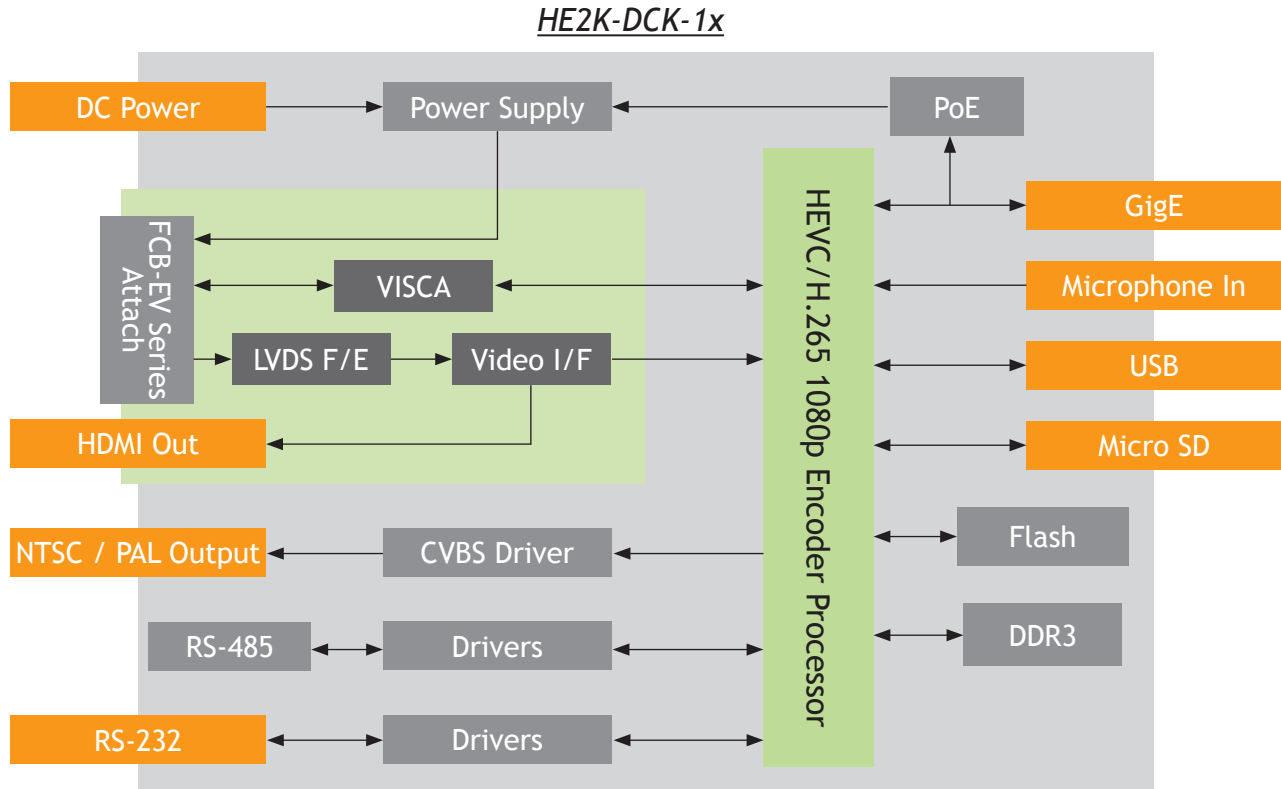 HE2K-DCK-1x
DC Power
Power Supply
PoE
FCB-EV Series
Attach
VISCA
LVDS F/E
Video I/F
HDMI Out
NTSC / PAL Output
CVBS Driver
RS-485
Drivers
RS-232
Drivers
HEVC/H.265 1080p Encoder Processor
GigE
Microphone In
USB
Micro SD
Flash
DDR3